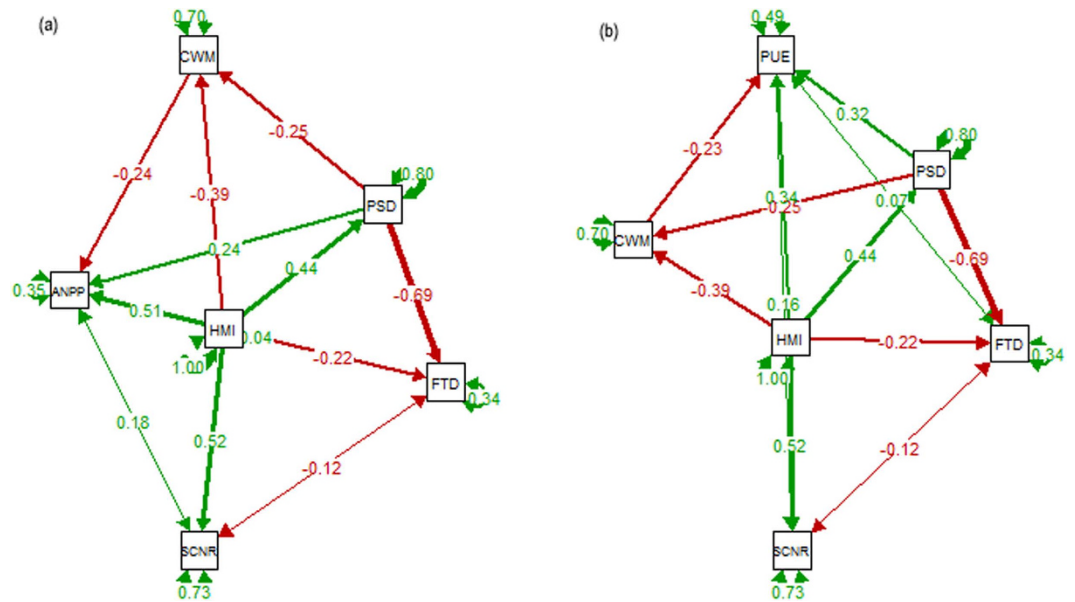 (a)
0.70
CWM
-0.25
0.80
PSD
-0.24
-0.39
0.24
0.44
0.35
ANPP
0.51
-0.69
HMI
0.04
1.00
-0.22
FTD
0.34
0.18
0.52
-0.12
SCNR
0.73
(b)
0.49
PUE
0.32
0.80
PSD
-0.23
0.34
0.07
-0.25
0.70
CWM
0.44
-0.69
-0.39
0.16
HMI
-0.22
FTD
0.34
1.00
0.52
-0.12
SCNR
0.73